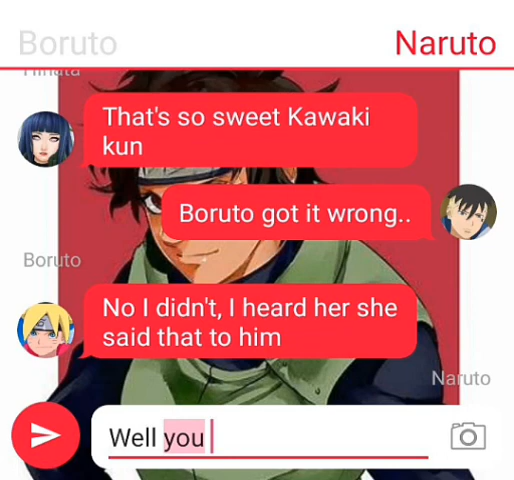 Boruto
Naruto
Hinata
That's so sweet Kawaki
kun
Boruto got it wrong..
Boruto
No I didn't, I heard her she
said that to him
Naruto
Well you